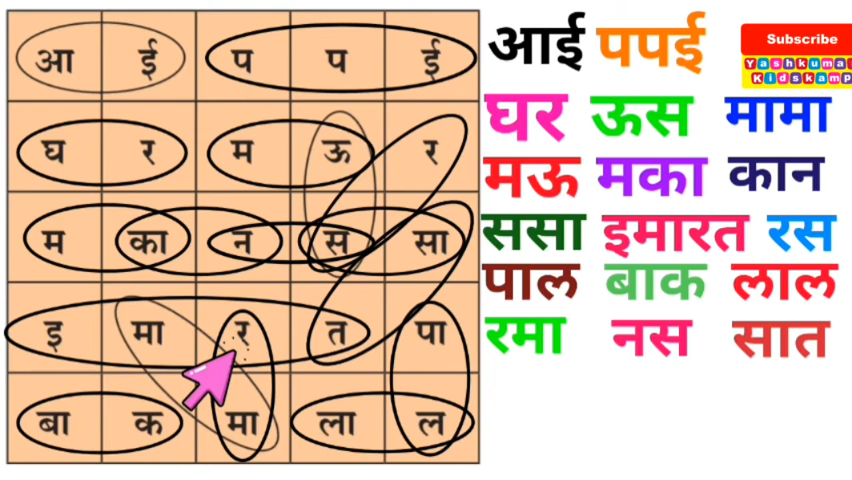 आ ई प प ई
घ र म ऊ र
म का न स सा
इ मा र त पा
बा क मा ला ल
आई पपई
घर ऊस मामा
मऊ मका कान
ससा इमारत रस
पाल बाक लाल
रमा नस सात
Subscribe
Yashkumar
Kidskamp